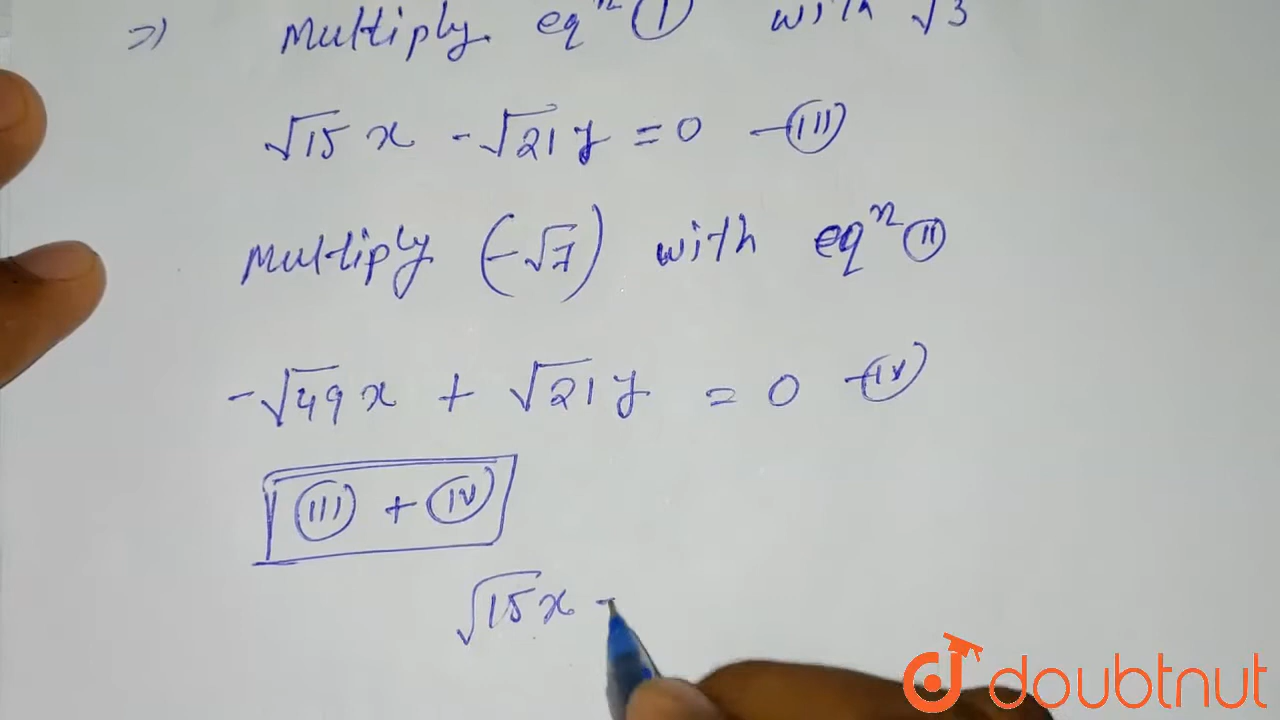 ⇒ Multiply eqⁿ (I) with √3
√15 x - √21 y = 0 -(III)
Multiply (-√7) with eqⁿ (II)
-√49 x + √21 y = 0 -(IV)
(III) + (IV)
√15 x -
doubtnut